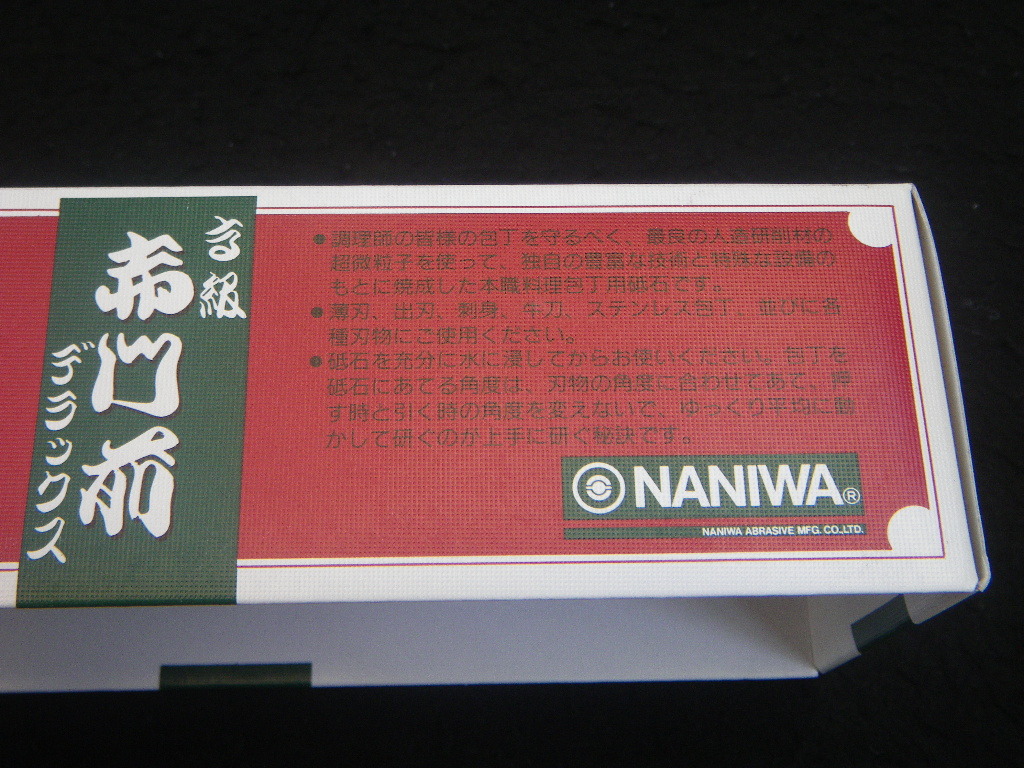 高級
赤門前
デラックス
●調理師の皆様の包丁を守るべく、最良の人造研削材の
超微粒子を使って、独自の豊富な技術と特殊な設備の
もとに焼成した本職料理包丁用砥石です。
●薄刃、出刃、刺身、牛刀、ステンレス包丁、並びに各
種刃物にご使用ください。
●砥石を充分に水に浸してからお使いください。包丁を
砥石にあてる角度は、刃物の角度に合わせてあて、押
す時と引く時の角度を変えないで、ゆっくり平均に動
かして研ぐのが上手に研ぐ秘訣です。
NANIWA®
NANIWA ABRASIVE MFG. CO.,LTD.